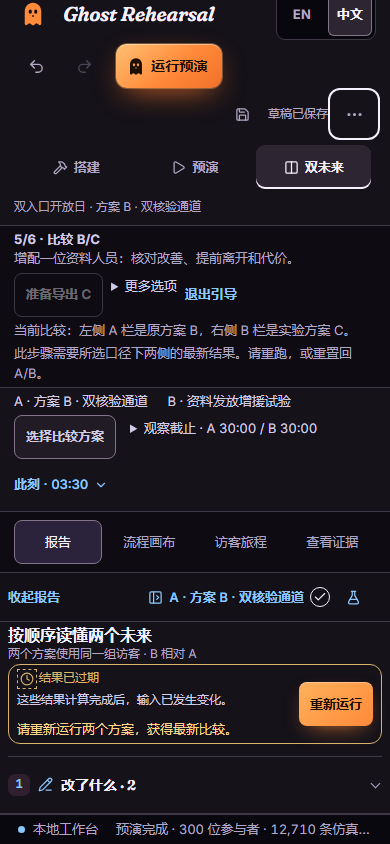 Ghost Rehearsal
EN
中文
运行预演
草稿已保存
搭建
预演
双未来
双入口开放日 · 方案 B · 双核验通道
5/6 · 比较 B/C
增配一位资料人员：核对改善、提前离开和代价。
准备导出 C
更多选项
退出引导
当前比较：左侧 A 栏是原方案 B，右侧 B 栏是实验方案 C。
此步骤需要所选口径下两侧的最新结果。请重跑，或重置回
A/B。
A · 方案 B · 双核验通道
B · 资料发放增援试验
选择比较方案
观察截止 · A 30:00 / B 30:00
此刻 · 03:30
报告
流程画布
访客旅程
查看证据
收起报告
A · 方案 B · 双核验通道
按顺序读懂两个未来
两个方案使用同一组访客 · B 相对 A
结果已过期
这些结果计算完成后，输入已发生变化。
请重新运行两个方案，获得最新比较。
重新运行
1
改了什么 · 2
本地工作台
预演完成 · 300 位参与者 · 12,710 条仿真...